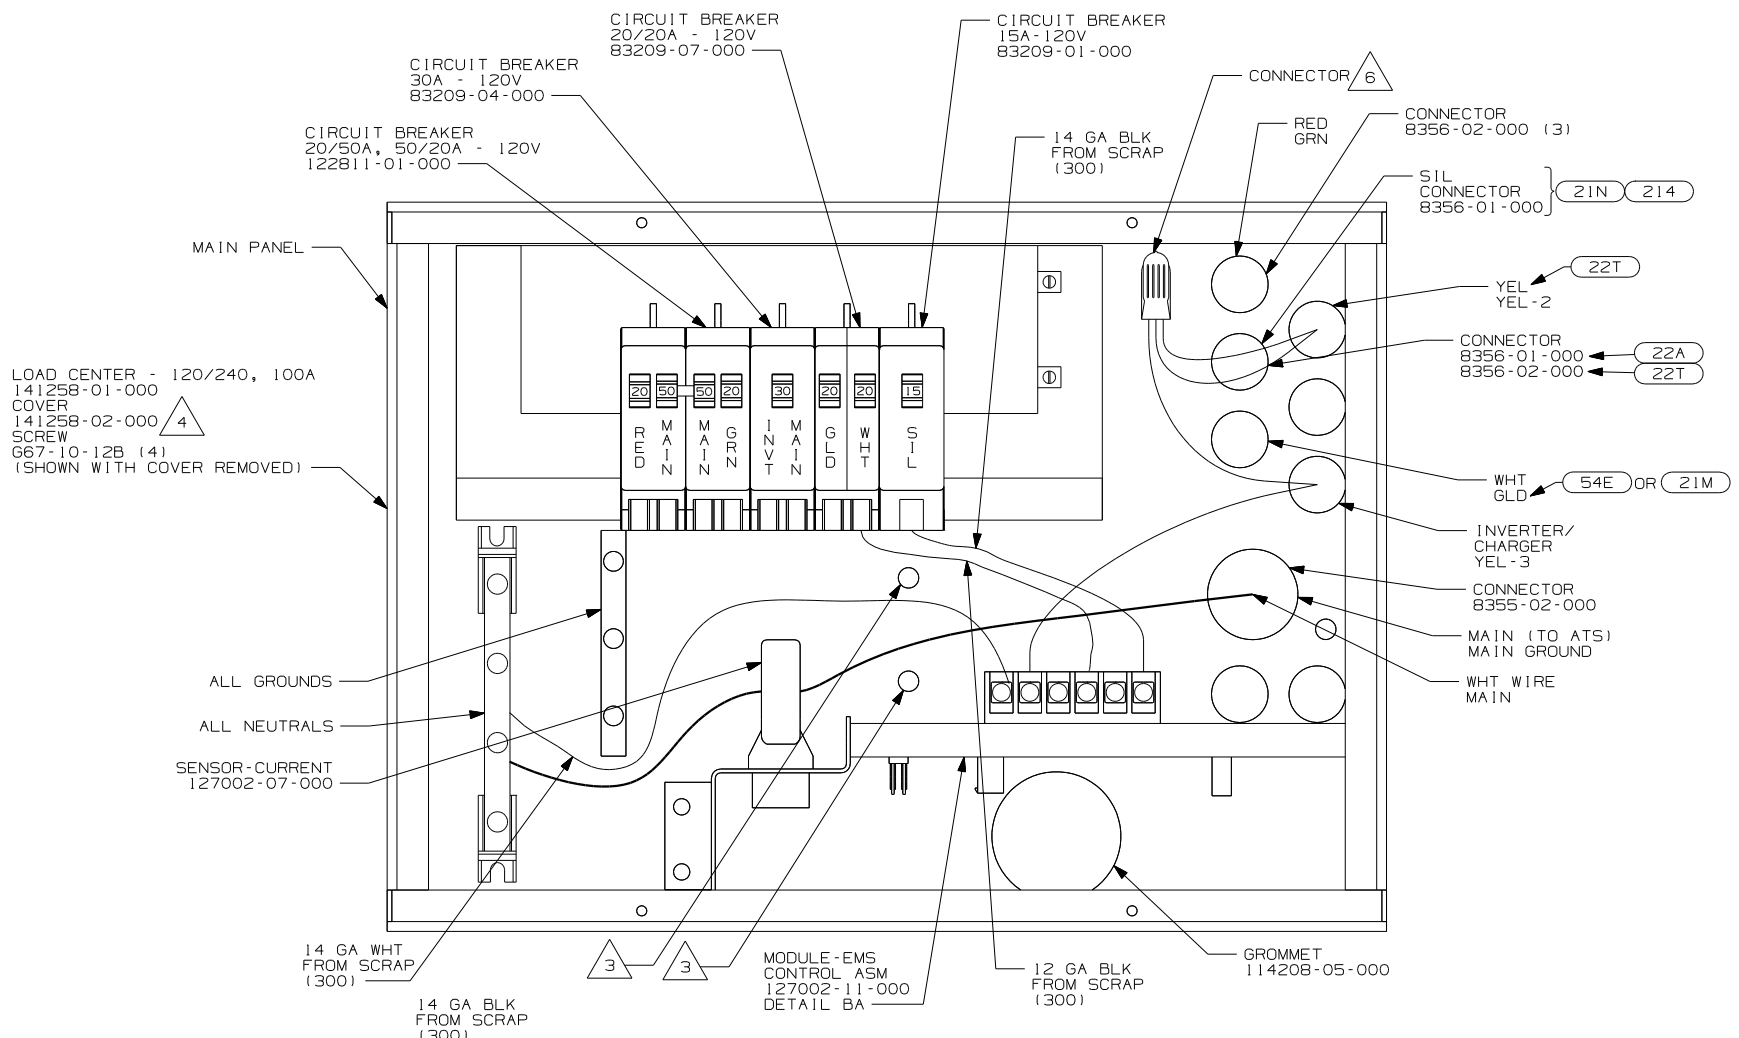 CIRCUIT BREAKER
20/20A - 120V
83209-07-000
CIRCUIT BREAKER
15A-120V
83209-01-000
CIRCUIT BREAKER
30A - 120V
83209-04-000
CONNECTOR 6
CIRCUIT BREAKER
20/50A, 50/20A - 120V
122811-01-000
14 GA BLK
FROM SCRAP
(300)
RED
GRN
CONNECTOR
8356-02-000 (3)
SIL
CONNECTOR
8356-01-000
21N 214
MAIN PANEL
22T
YEL
YEL-2
CONNECTOR
8356-01-000 22A
8356-02-000 22T
LOAD CENTER - 120/240, 100A
141258-01-000
COVER
141258-02-000 4
SCREW
G67-10-12B (4)
(SHOWN WITH COVER REMOVED)
20 50 50 20 30 20 20 15
RED MAIN MAIN GRN INVT MAIN GLD WHT SIL
WHT
GLD 54E OR 21M
INVERTER/
CHARGER
YEL-3
CONNECTOR
8355-02-000
MAIN (TO ATS)
MAIN GROUND
WHT WIRE
MAIN
ALL GROUNDS
ALL NEUTRALS
SENSOR-CURRENT
127002-07-000
14 GA WHT
FROM SCRAP
(300)
14 GA BLK
FROM SCRAP
(300)
3 3
MODULE-EMS
CONTROL ASM
127002-11-000
DETAIL BA
12 GA BLK
FROM SCRAP
(300)
GROMMET
114208-05-000